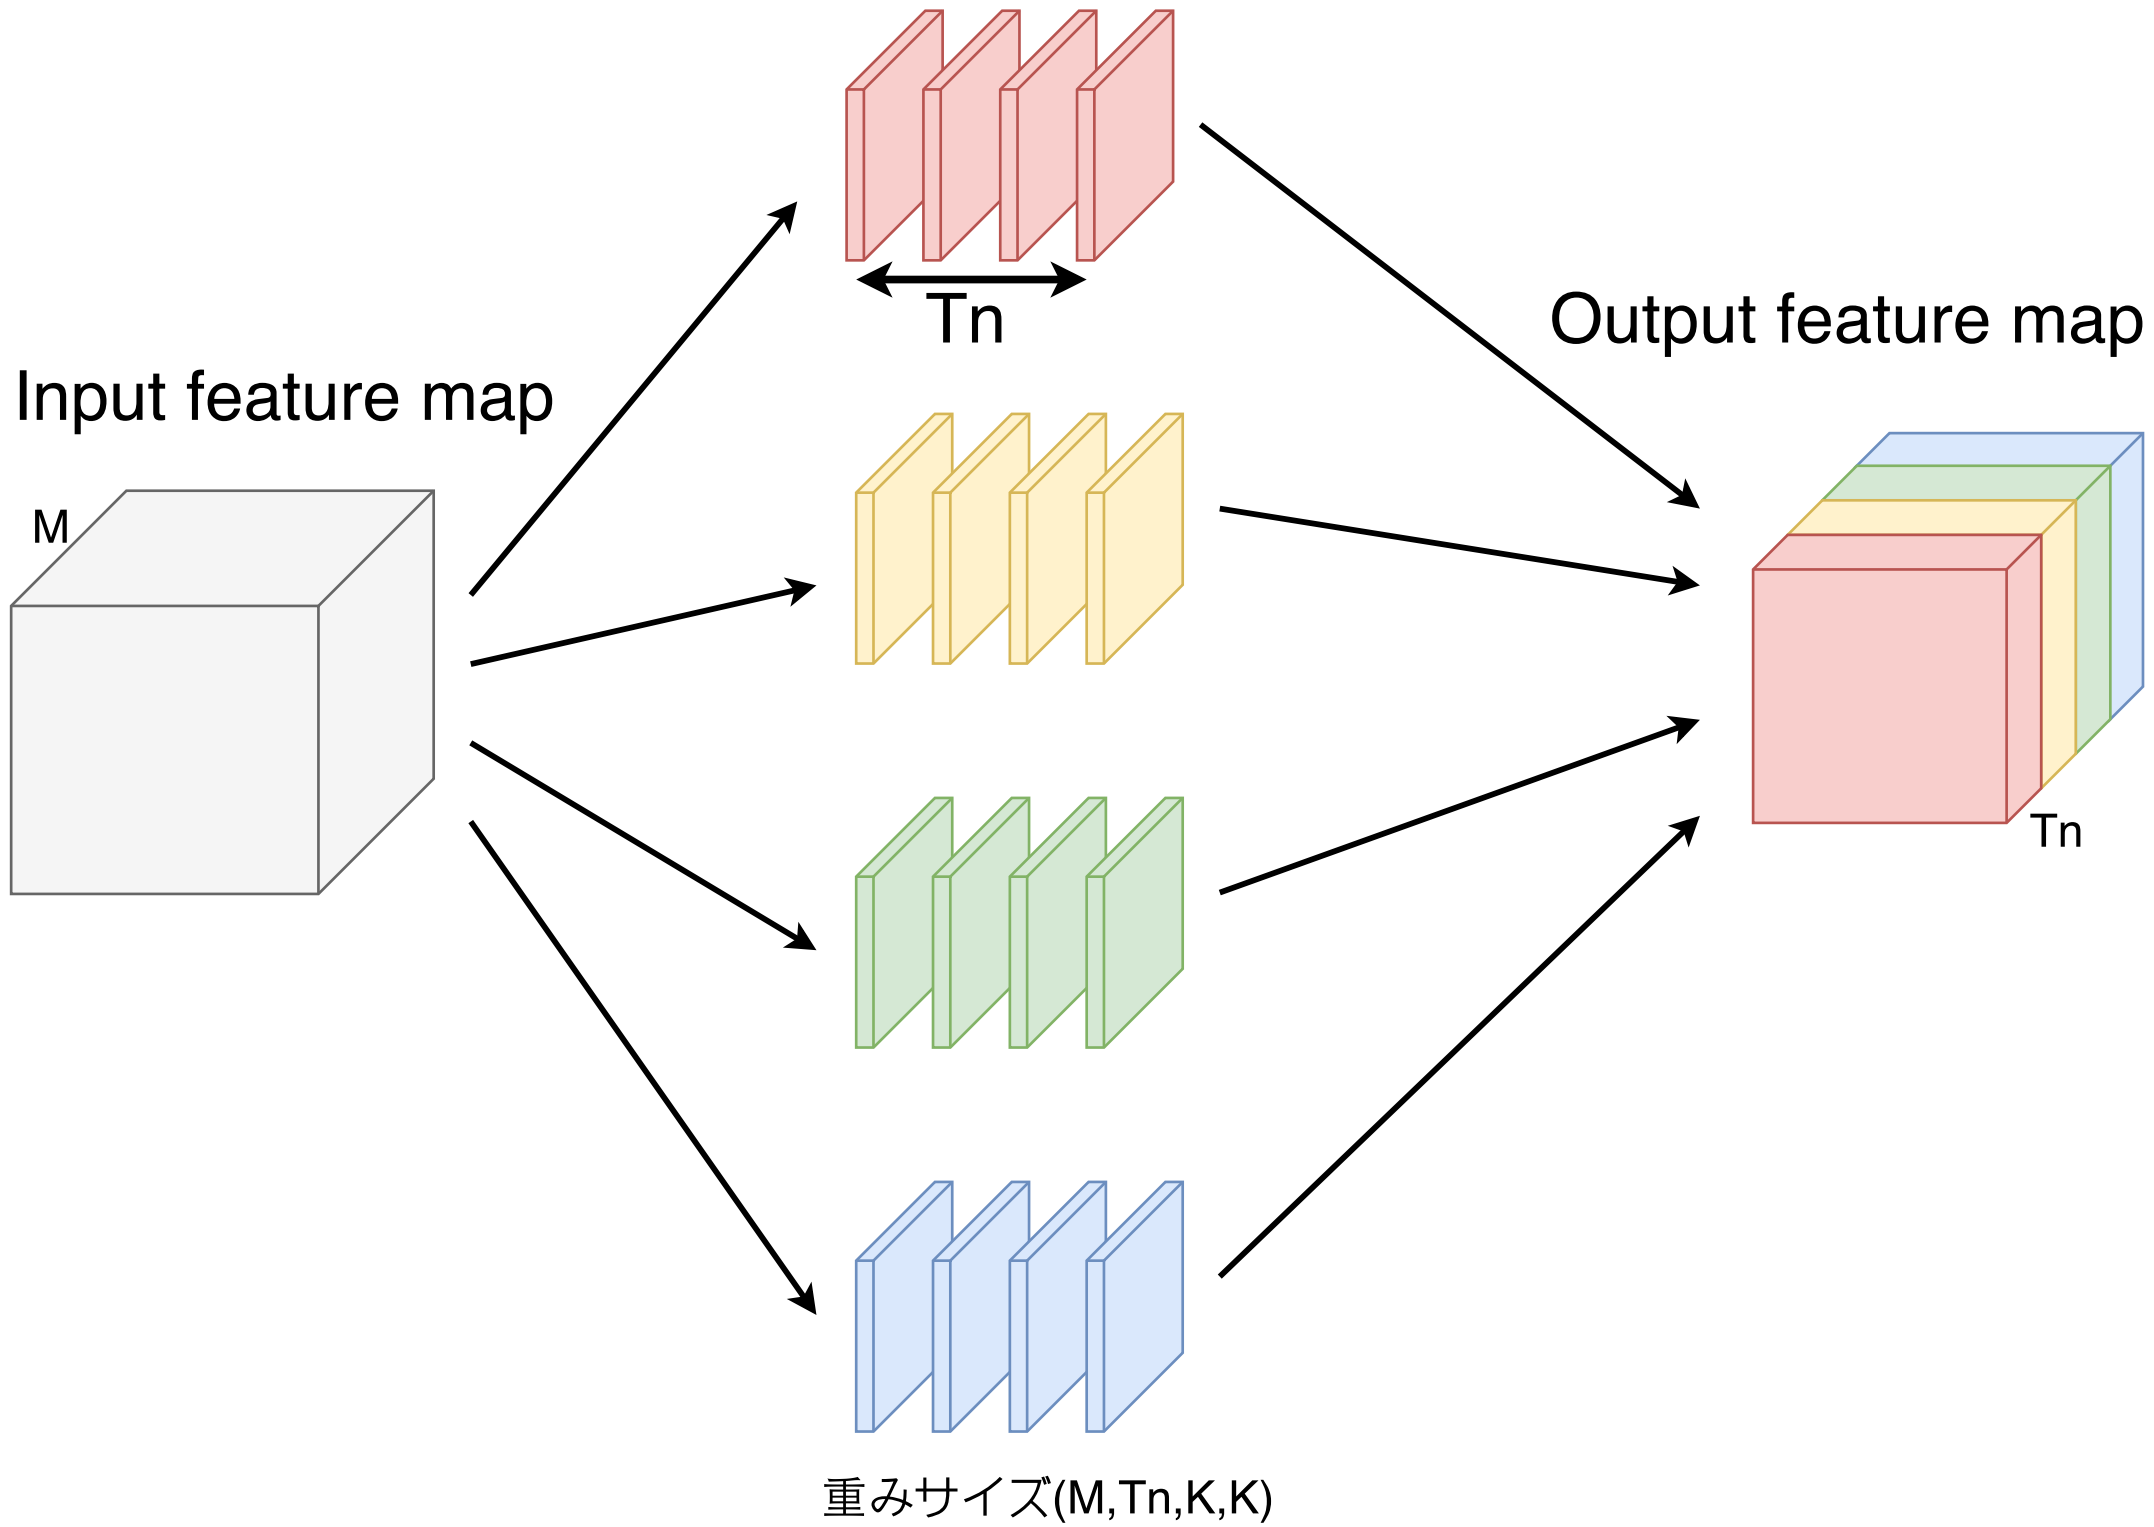 Tn
Output feature map
Input feature map
M
Tn
重みサイズ(M,Tn,K,K)